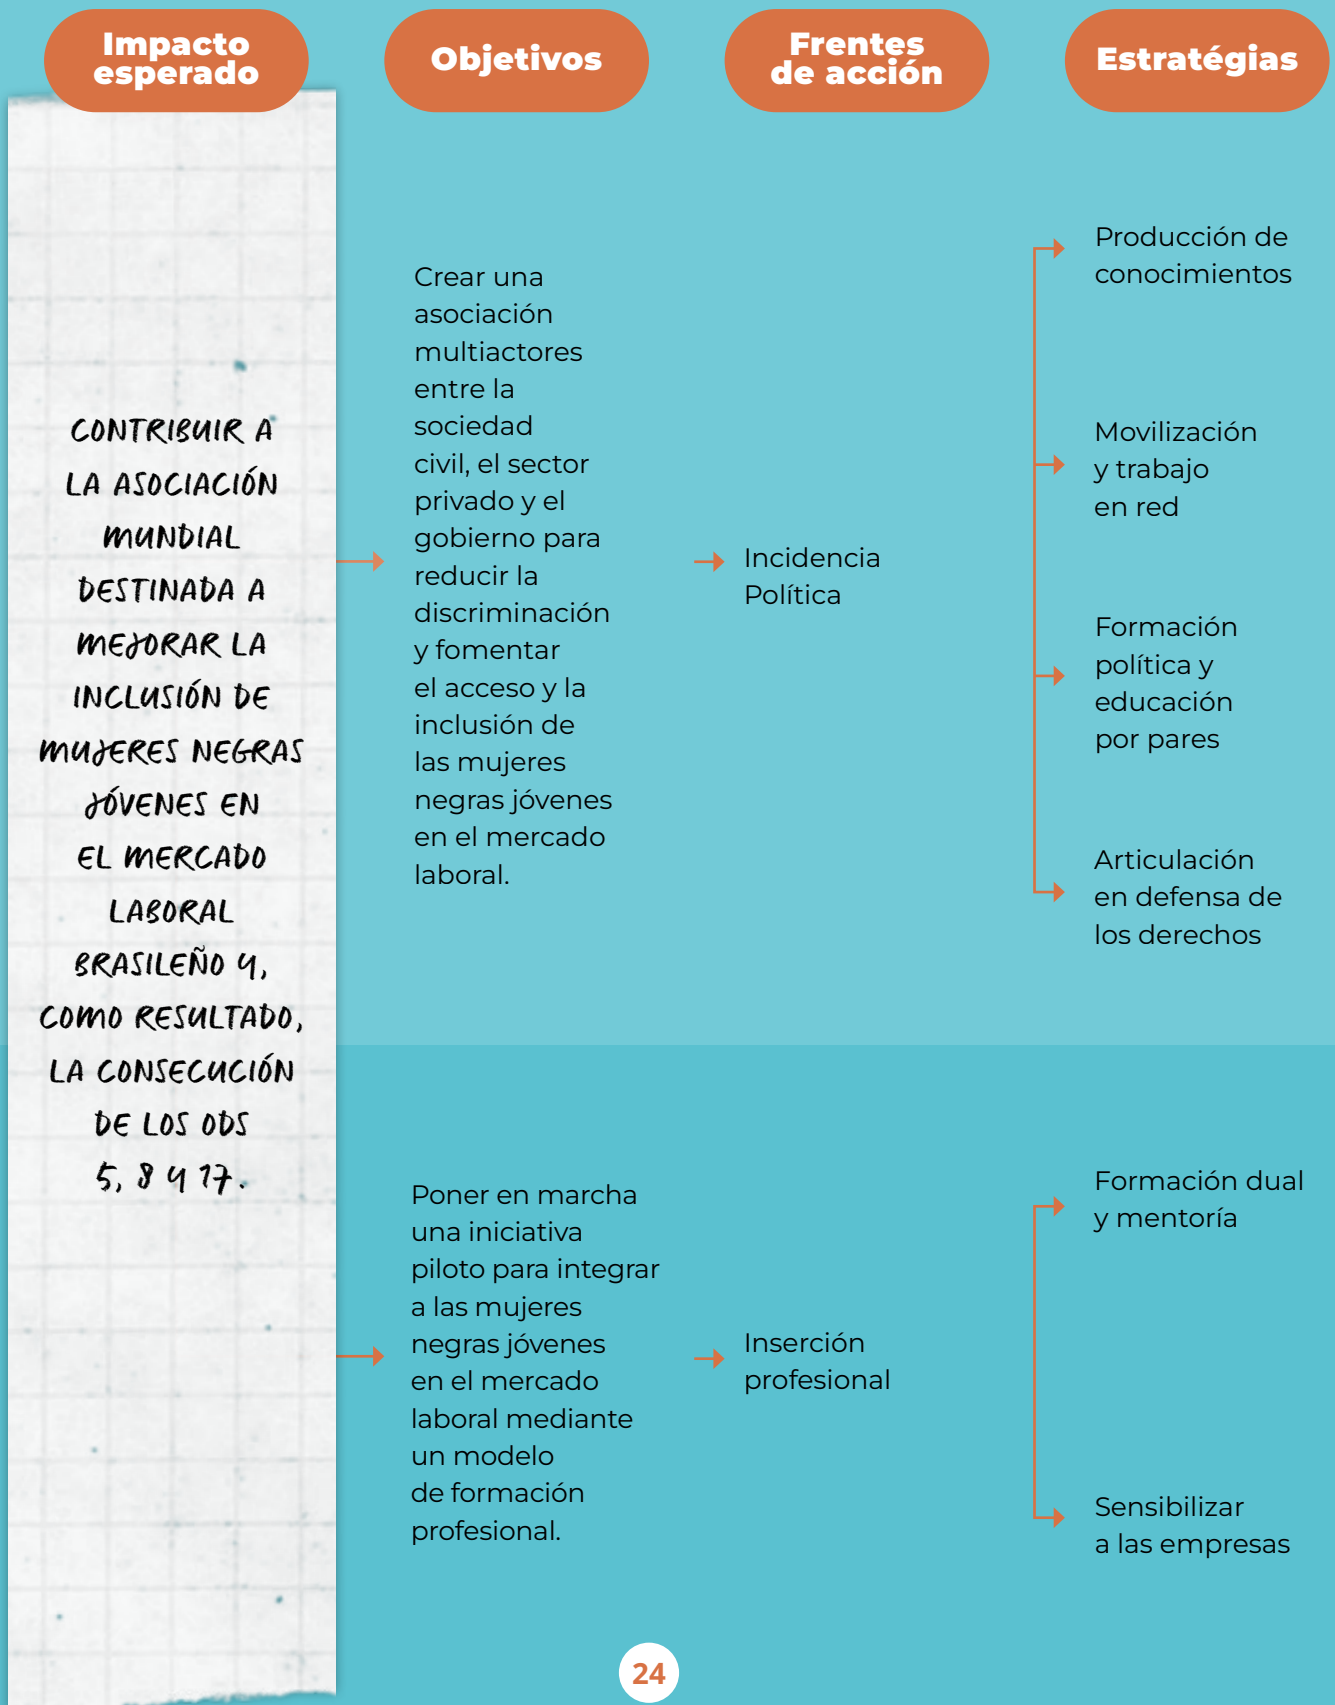 Impacto
esperado
Objetivos
Frentes
de acción
Estratégias
CONTRIBUIR A
LA ASOCIACIÓN
MUNDIAL
DESTINADA A
MEJORAR LA
INCLUSIÓN DE
MUJERES NEGRAS
JÓVENES EN
EL MERCADO
LABORAL
BRASILEÑO Y,
COMO RESULTADO,
LA CONSECUCIÓN
DE LOS ODS
5, 8 Y 17.
Crear una
asociación
multiactores
entre la
sociedad
civil, el sector
privado y el
gobierno para
reducir la
discriminación
y fomentar
el acceso y la
inclusión de
las mujeres
negras jóvenes
en el mercado
laboral.
Incidencia
Política
Producción de
conocimientos
Movilización
y trabajo
en red
Formación
política y
educación
por pares
Articulación
en defensa de
los derechos
Poner en marcha
una iniciativa
piloto para integrar
a las mujeres
negras jóvenes
en el mercado
laboral mediante
un modelo
de formación
profesional.
Inserción
profesional
Formación dual
y mentoría
Sensibilizar
a las empresas
24